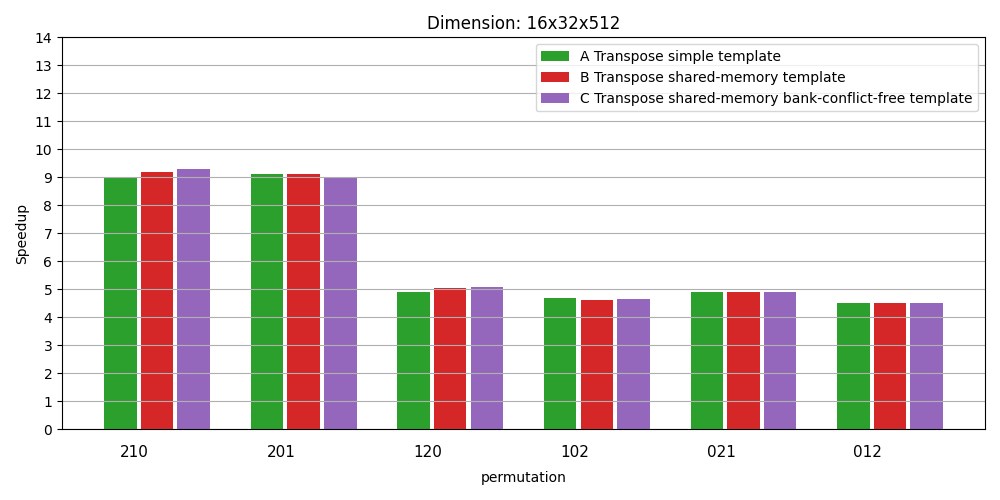 Dimension: 16x32x512
14
13
12
11
10
9
8
7
6
5
4
3
2
1
0
Speedup
A Transpose simple template
B Transpose shared-memory template
C Transpose shared-memory bank-conflict-free template
210 201 120 102 021 012
permutation